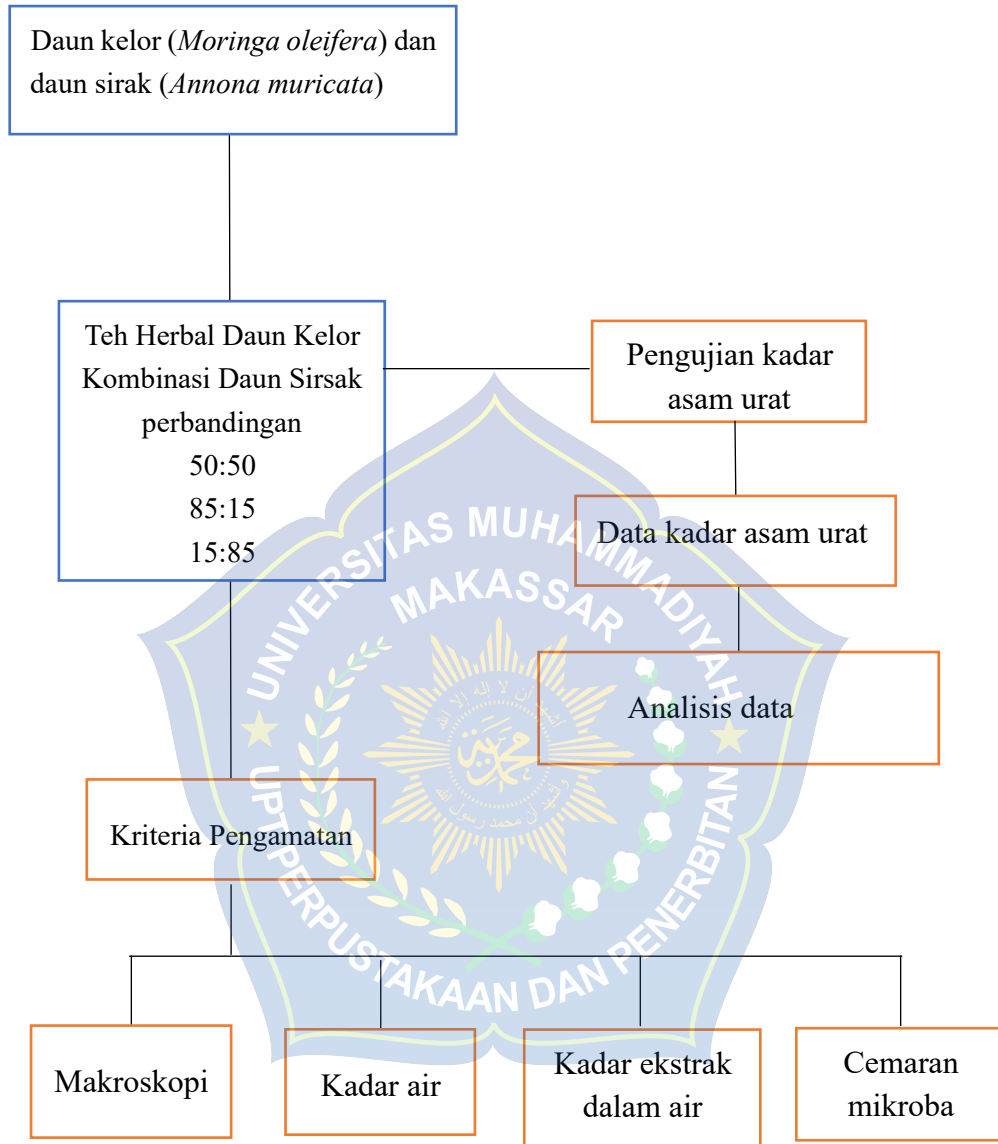 Daun kelor (Moringa oleifera) dan
daun sirak (Annona muricata)
Teh Herbal Daun Kelor
Kombinasi Daun Sirsak
perbandingan
50:50
85:15
15:85
Pengujian kadar
asam urat
Data kadar asam urat
Analisis data
Kriteria Pengamatan
Makroskopi
Kadar air
Kadar ekstrak
dalam air
Cemaran
mikroba
UNIVERSITAS MUHAMMADIYAH
MAKASSAR
UPT PERPUSTAKAAN DAN PENERBITAN